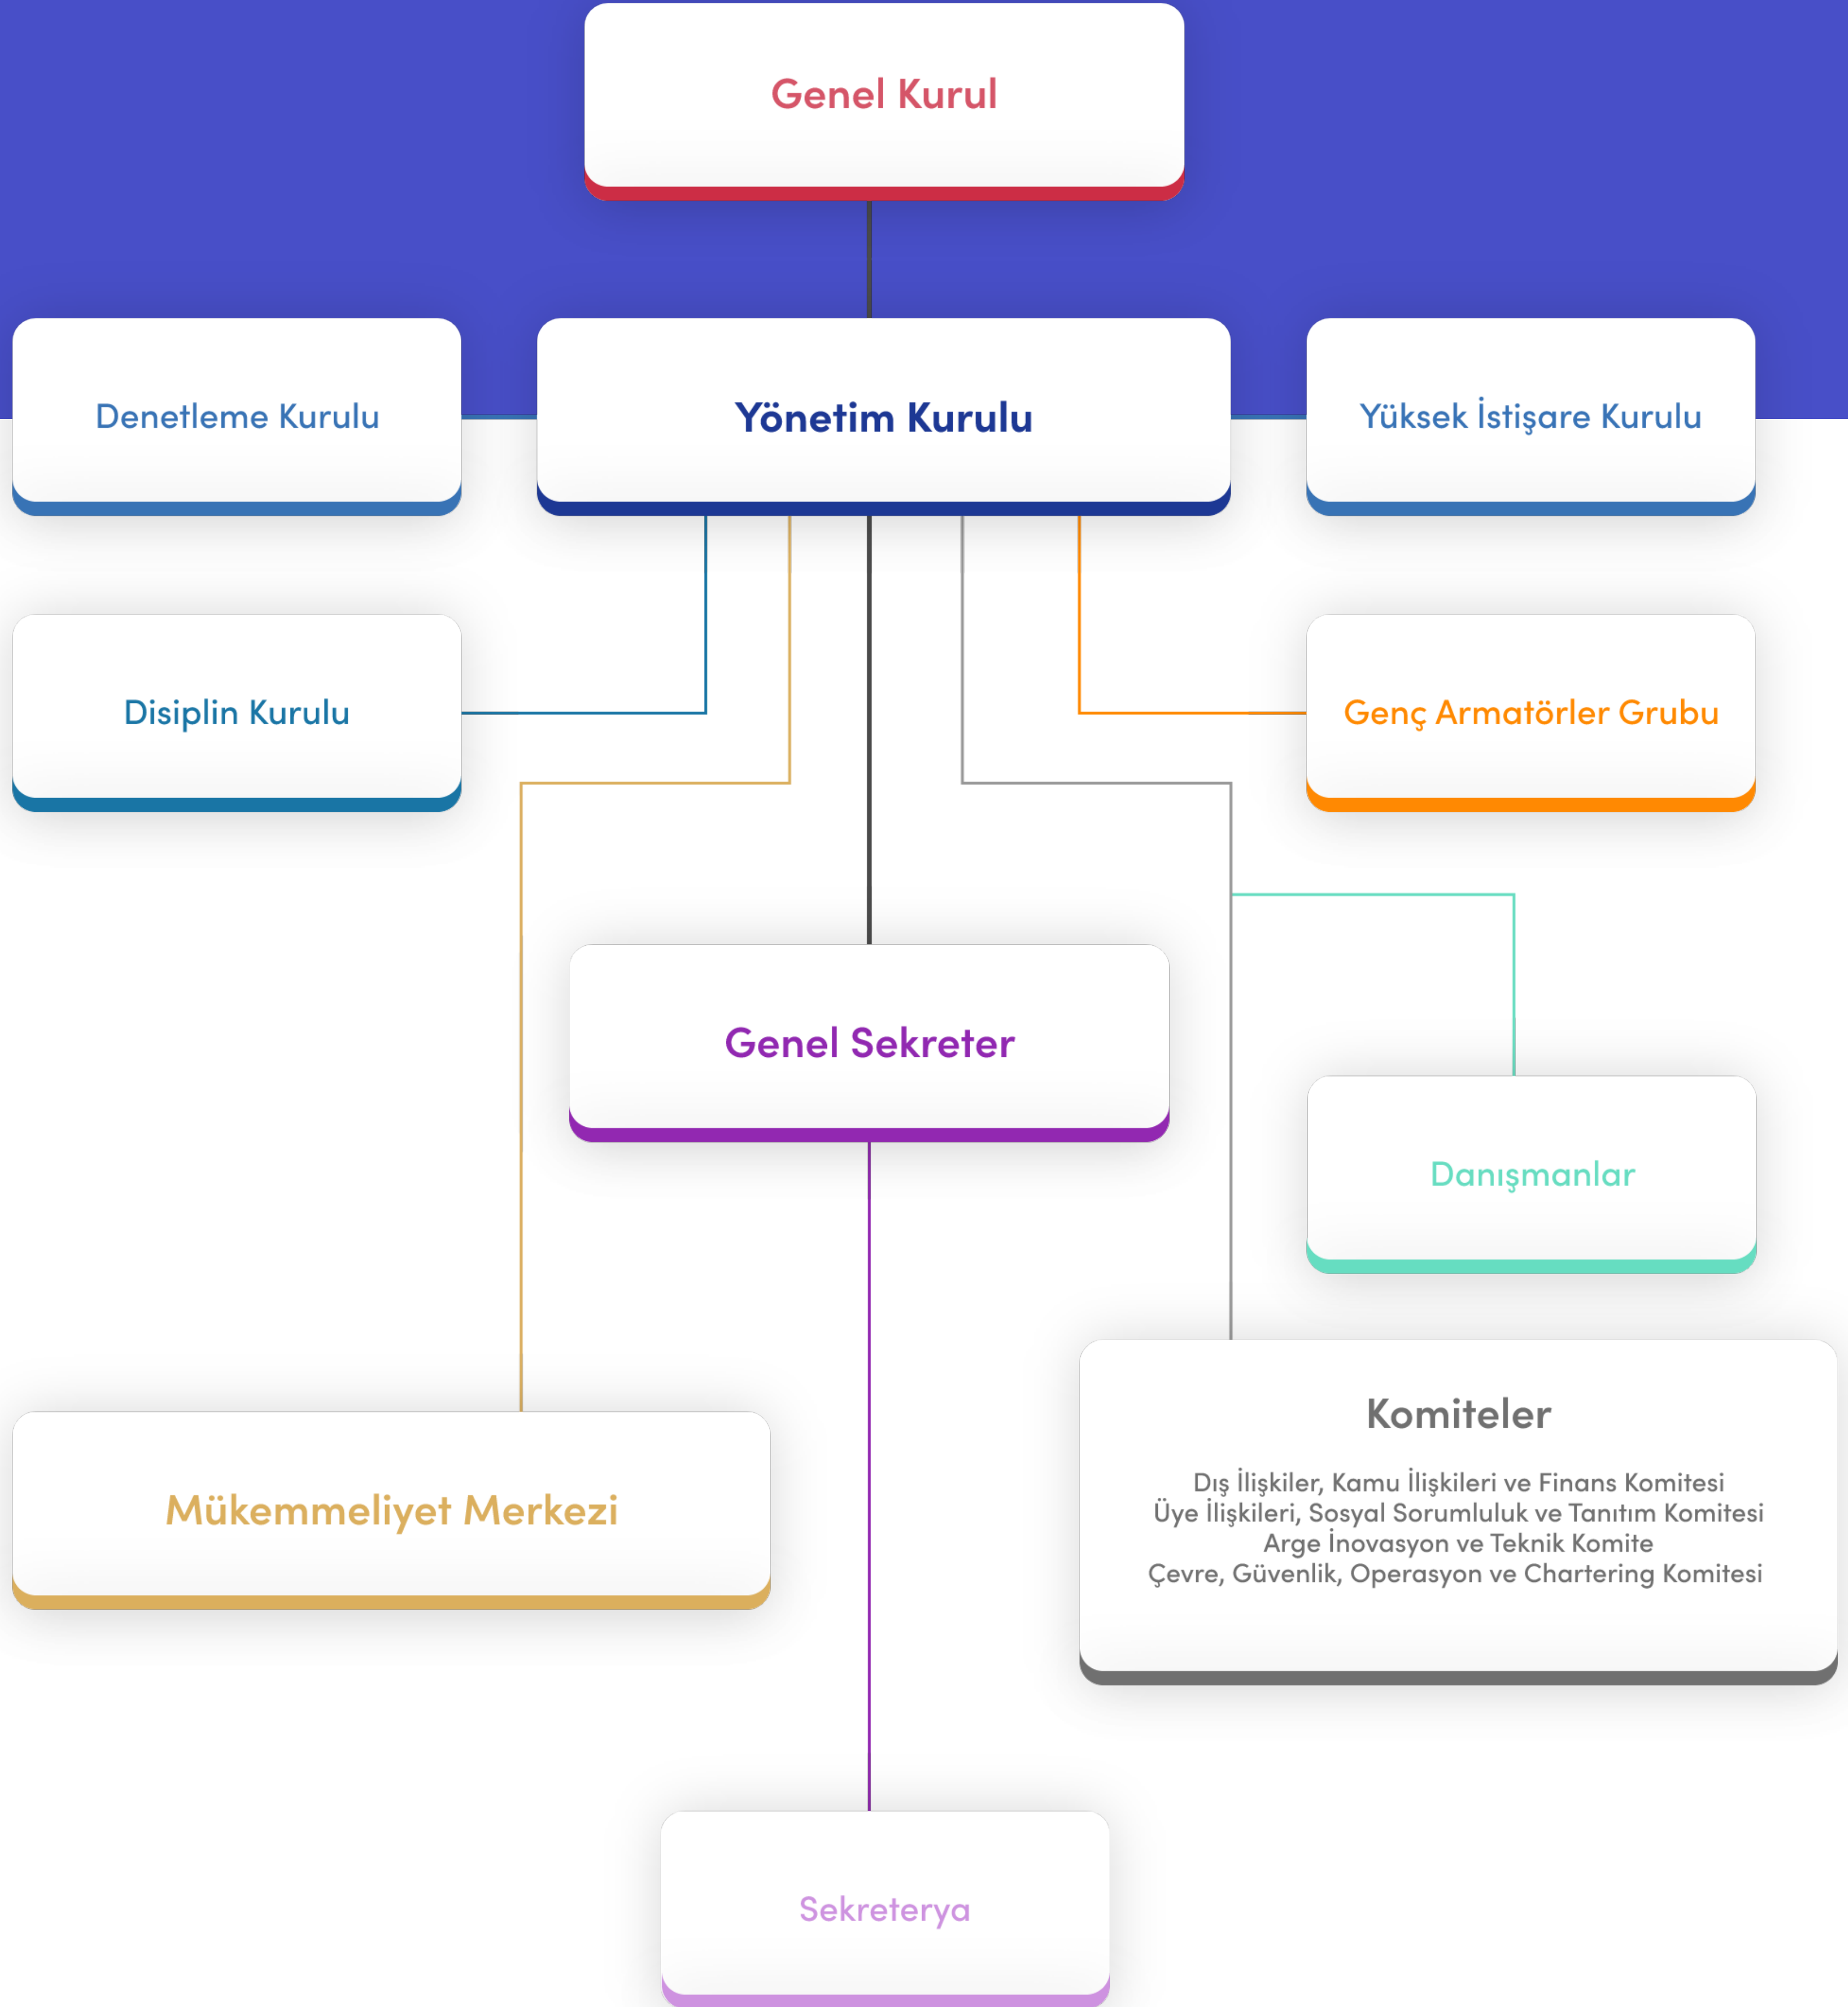 Genel Kurul
Denetleme Kurulu
Yönetim Kurulu
Yüksek İstişare Kurulu
Disiplin Kurulu
Genç Armatörler Grubu
Genel Sekreter
Danışmanlar
Komiteler
Dış İlişkiler, Kamu İlişkileri ve Finans Komitesi
Üye İlişkileri, Sosyal Sorumluluk ve Tanıtım Komitesi
Arge İnovasyon ve Teknik Komite
Çevre, Güvenlik, Operasyon ve Chartering Komitesi
Mükemmeliyet Merkezi
Sekreterya